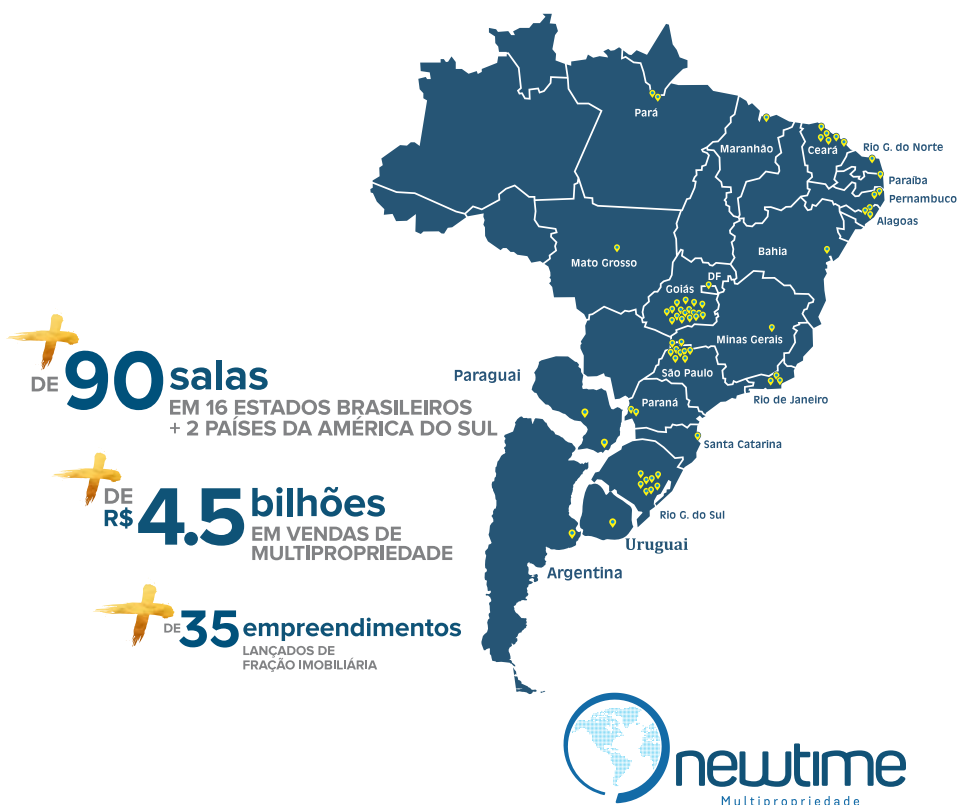 Pará
Maranhão
Ceará
Rio G. do Norte
Paraíba
Pernambuco
Alagoas
Bahia
Mato Grosso
DF
Goiás
Minas Gerais
São Paulo
Rio de Janeiro
Paraguai
Paraná
Santa Catarina
Rio G. do Sul
Uruguai
Argentina
DE 90 salas
EM 16 ESTADOS BRASILEIROS
+ 2 PAÍSES DA AMÉRICA DO SUL
DE R$ 4.5 bilhões
EM VENDAS DE
MULTIPROPRIEDADE
DE 35 empreendimentos
LANÇADOS DE
FRAÇÃO IMOBILIÁRIA
newtime
Multipropriedade